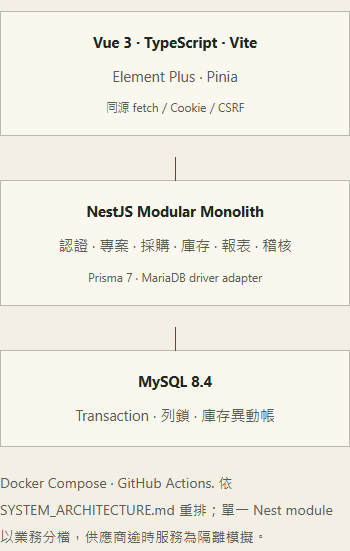 Vue 3 · TypeScript · Vite
Element Plus · Pinia
同源 fetch / Cookie / CSRF
NestJS Modular Monolith
認證 · 專案 · 採購 · 庫存 · 報表 · 稽核
Prisma 7 · MariaDB driver adapter
MySQL 8.4
Transaction · 列鎖 · 庫存異動帳
Docker Compose · GitHub Actions. 依
SYSTEM_ARCHITECTURE.md 重排；單一 Nest module
以業務分檔，供應商逾時服務為隔離模擬。